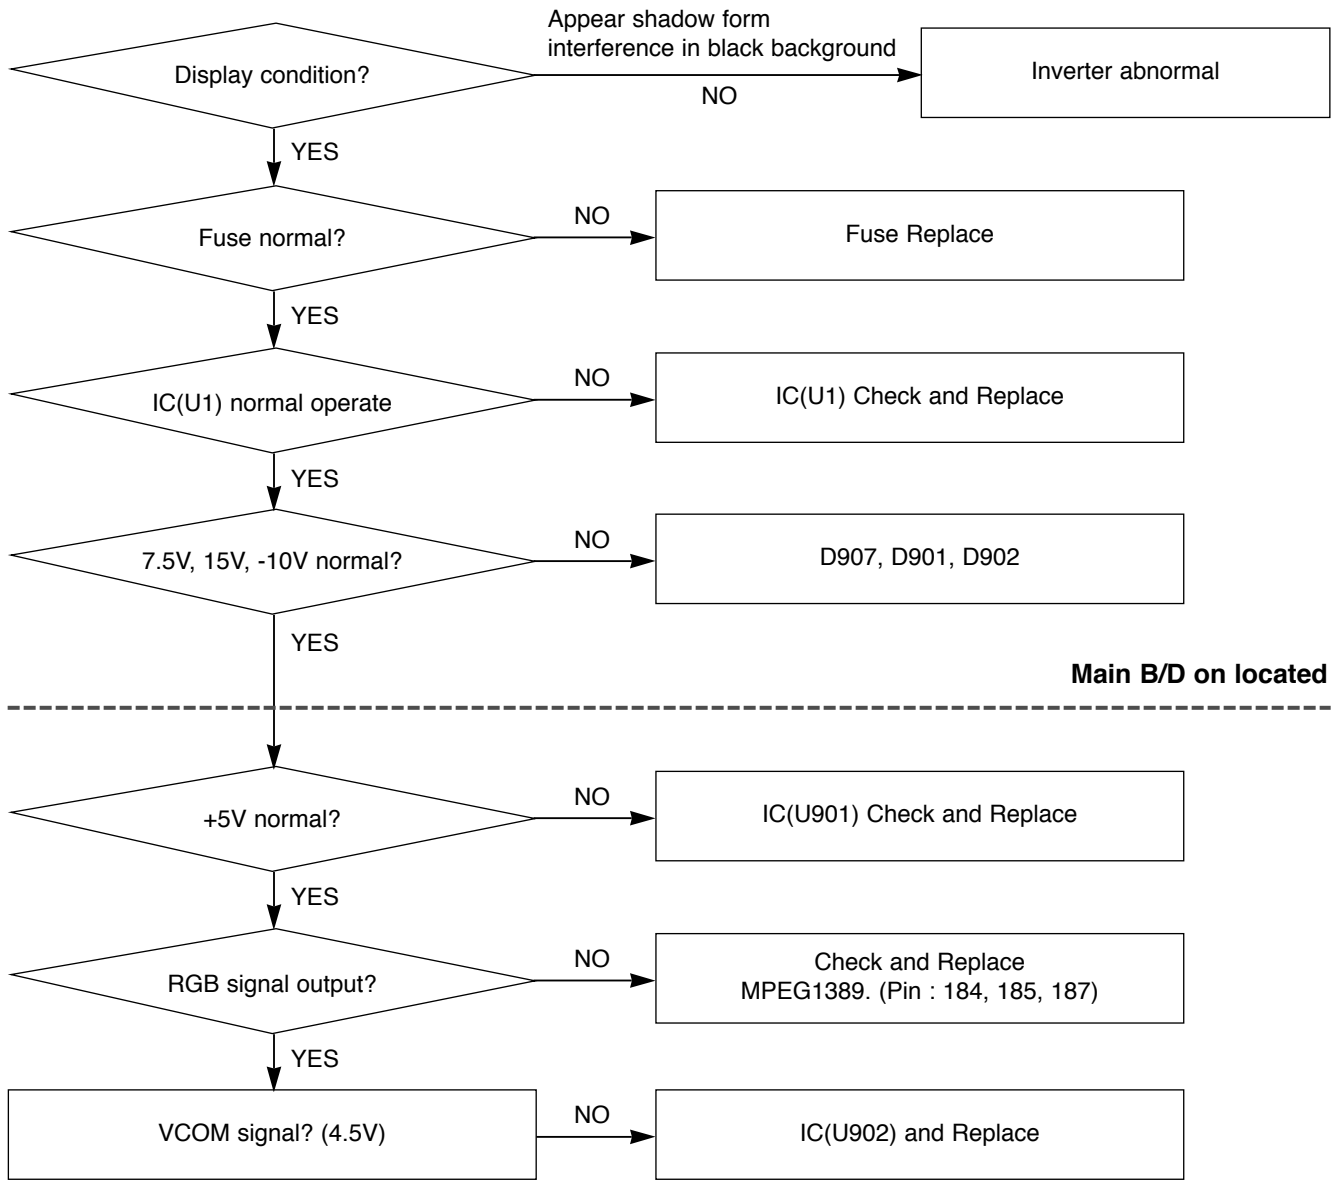 Appear shadow form
interference in black background
Display condition?
Inverter abnormal
NO
YES
Fuse normal?
NO
Fuse Replace
YES
IC(U1) normal operate
NO
IC(U1) Check and Replace
YES
7.5V, 15V, -10V normal?
NO
D907, D901, D902
YES
Main B/D on located
+5V normal?
NO
IC(U901) Check and Replace
YES
RGB signal output?
NO
Check and Replace
MPEG1389. (Pin : 184, 185, 187)
YES
VCOM signal? (4.5V)
NO
IC(U902) and Replace